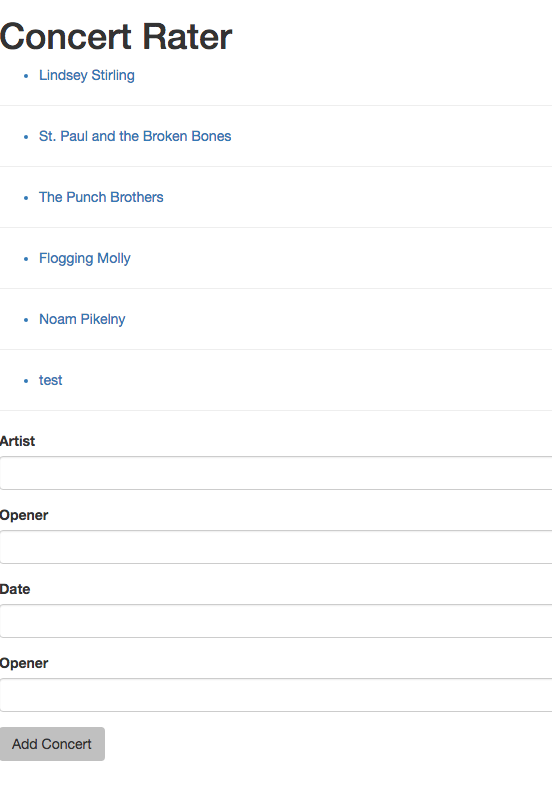 Concert Rater
Lindsey Stirling
St. Paul and the Broken Bones
The Punch Brothers
Flogging Molly
Noam Pikelny
test
Artist
Opener
Date
Opener
Add Concert